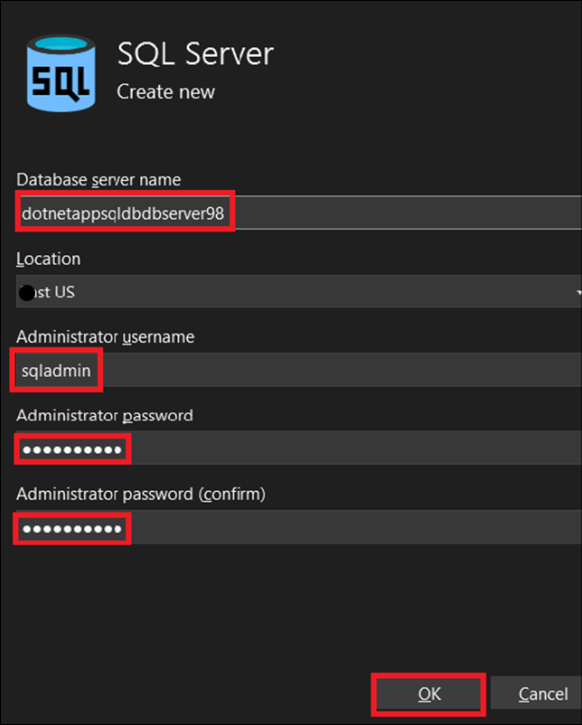 SQL
SQL Server
Create new
Database server name
dotnetappsqldbdbserver98
Location
st US
Administrator username
sqladmin
Administrator password
●●●●●●●●●●
Administrator password (confirm)
●●●●●●●●●●
OK Cancel